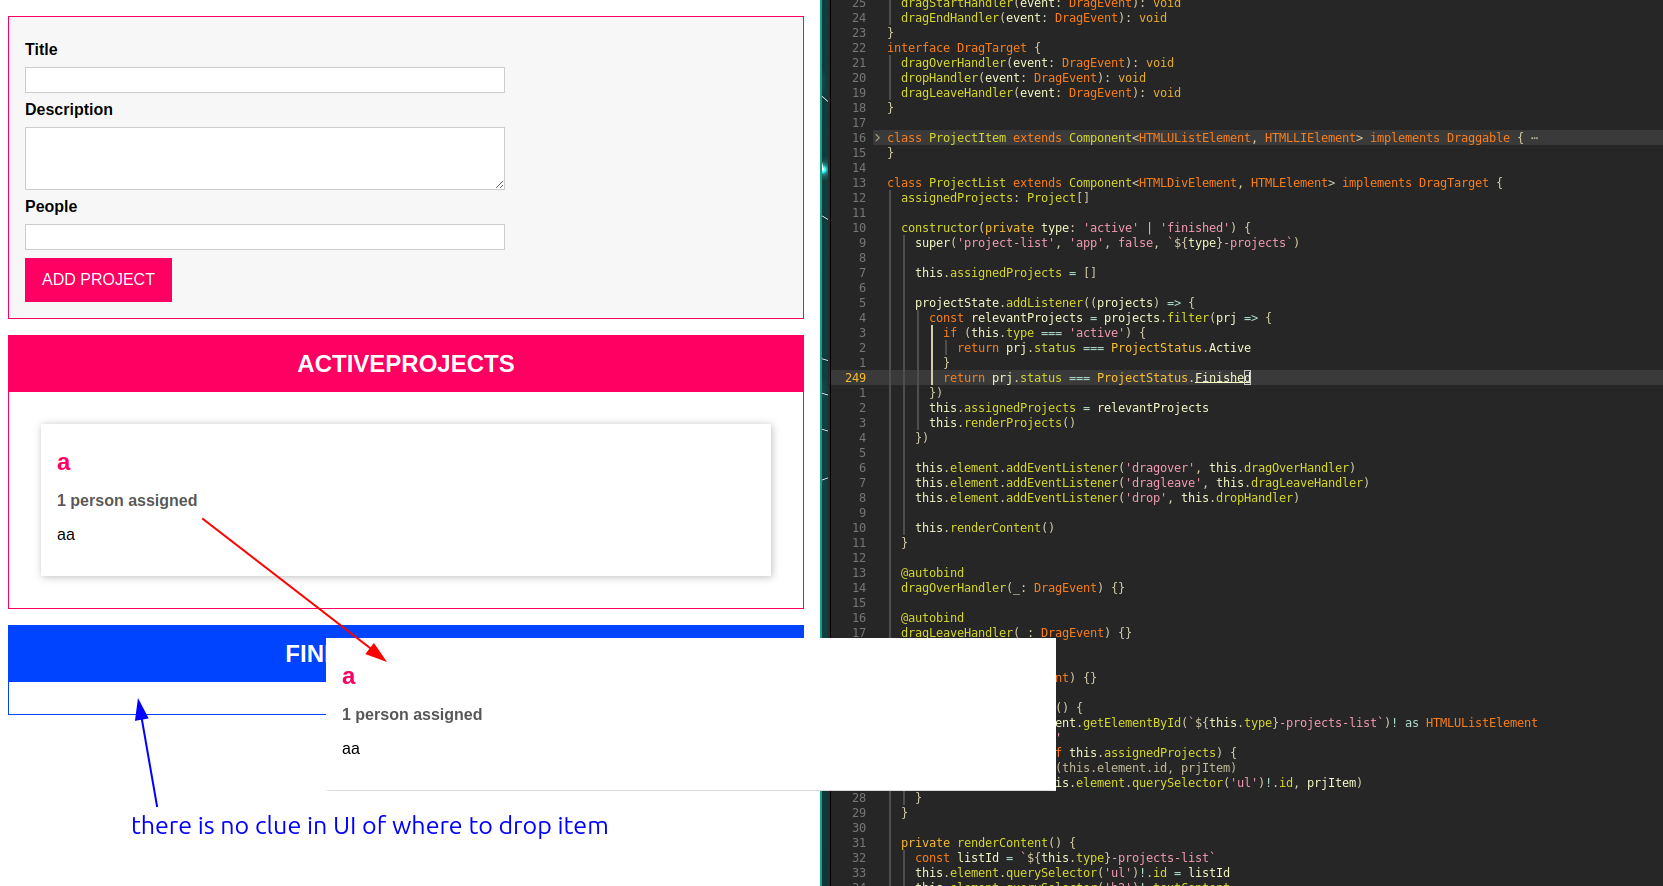 Title
Description
People
ADD PROJECT
ACTIVEPROJECTS
a
1 person assigned
aa
FIN
a
1 person assigned
aa
there is no clue in UI of where to drop item
25 dragStartHandler(event: DragEvent): void
24 dragEndHandler(event: DragEvent): void
23 }
22 interface DragTarget {
21 dragOverHandler(event: DragEvent): void
20 dropHandler(event: DragEvent): void
19 dragLeaveHandler(event: DragEvent): void
18 }
17
16 > class ProjectItem extends Component<HTMLUListElement, HTMLLIElement> implements Draggable { ⋯
15 }
14
13 class ProjectList extends Component<HTMLDivElement, HTMLElement> implements DragTarget {
12 assignedProjects: Project[]
11
10 constructor(private type: 'active' | 'finished') {
9 super('project-list', 'app', false, `${type}-projects`)
8
7 this.assignedProjects = []
6
5 projectState.addListener((projects) => {
4 const relevantProjects = projects.filter(prj => {
3 if (this.type === 'active') {
2 return prj.status === ProjectStatus.Active
1 }
249 return prj.status === ProjectStatus.Finished
1 })
2 this.assignedProjects = relevantProjects
3 this.renderProjects()
4 })
5
6 this.element.addEventListener('dragover', this.dragOverHandler)
7 this.element.addEventListener('dragleave', this.dragLeaveHandler)
8 this.element.addEventListener('drop', this.dropHandler)
9
10 this.renderContent()
11 }
12
13 @autobind
14 dragOverHandler(_: DragEvent) {}
15
16 @autobind
17 dragLeaveHandler(_: DragEvent) {}
nt) {}
() {
ent.getElementById(`${this.type}-projects-list`)! as HTMLUListElement
'
f this.assignedProjects) {
(this.element.id, prjItem)
is.element.querySelector('ul')!.id, prjItem)
28 }
29 }
30
31 private renderContent() {
32 const listId = `${this.type}-projects-list`
33 this.element.querySelector('ul')!.id = listId